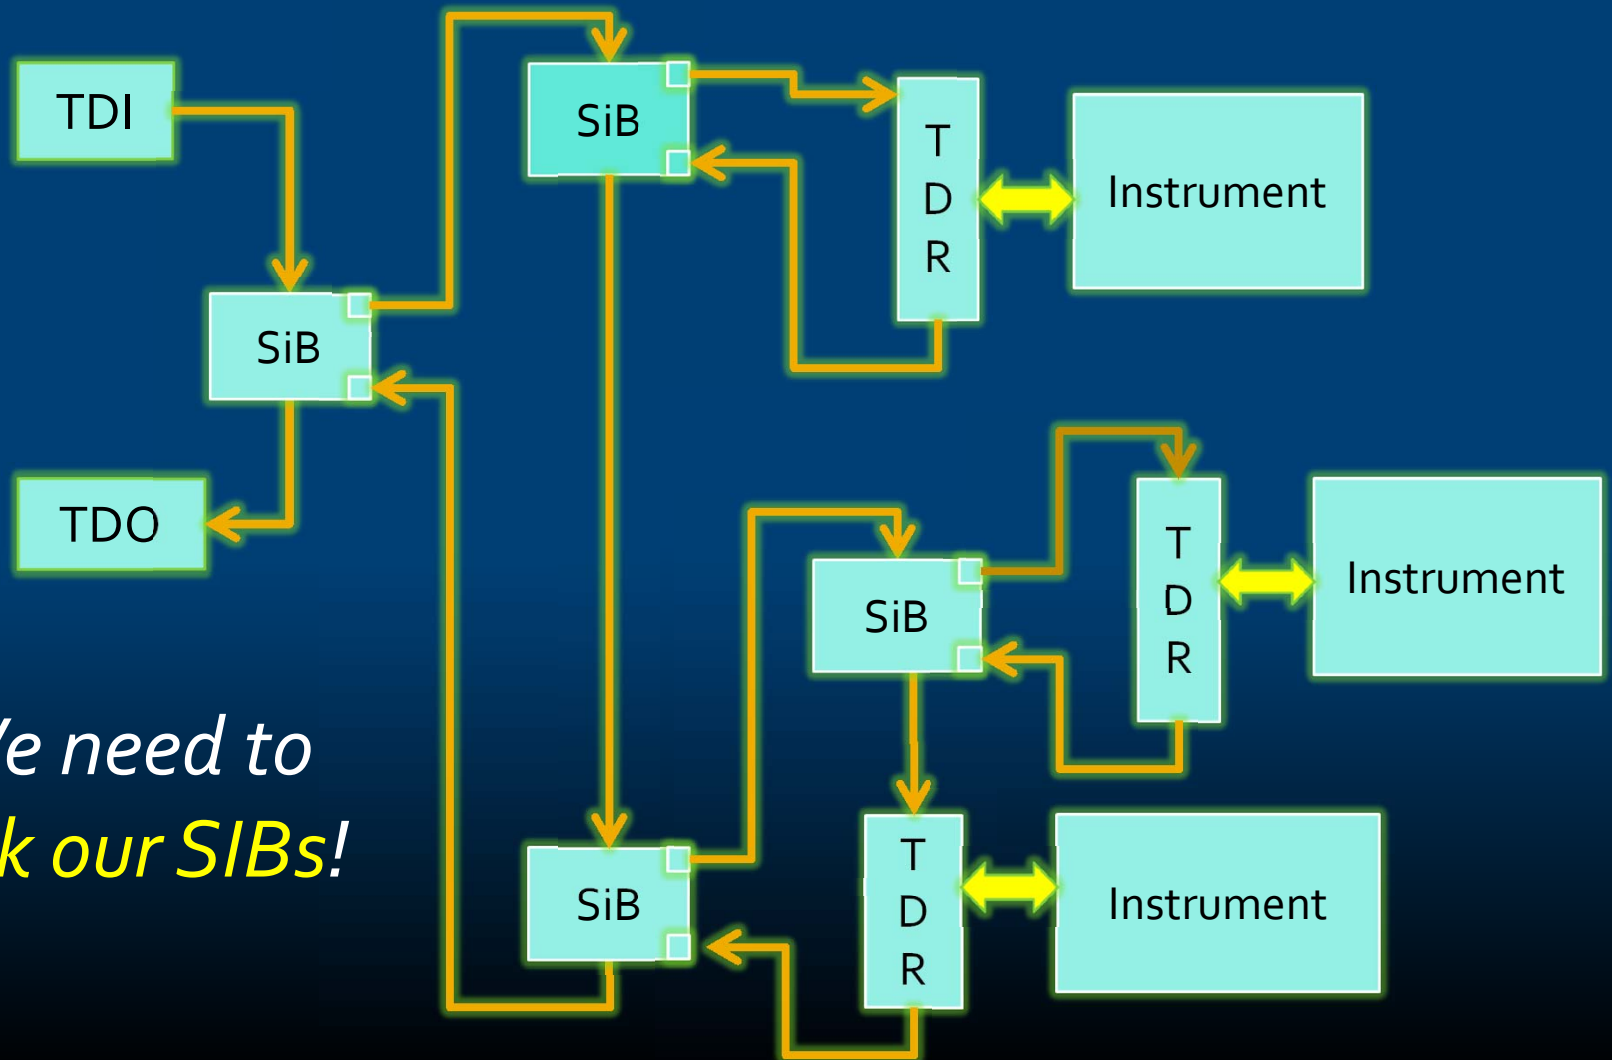 TDI
SiB
T
D
R
Instrument
SiB
TDO
SiB
T
D
R
Instrument
need to
our SIBs!
SiB
T
D
R
Instrument